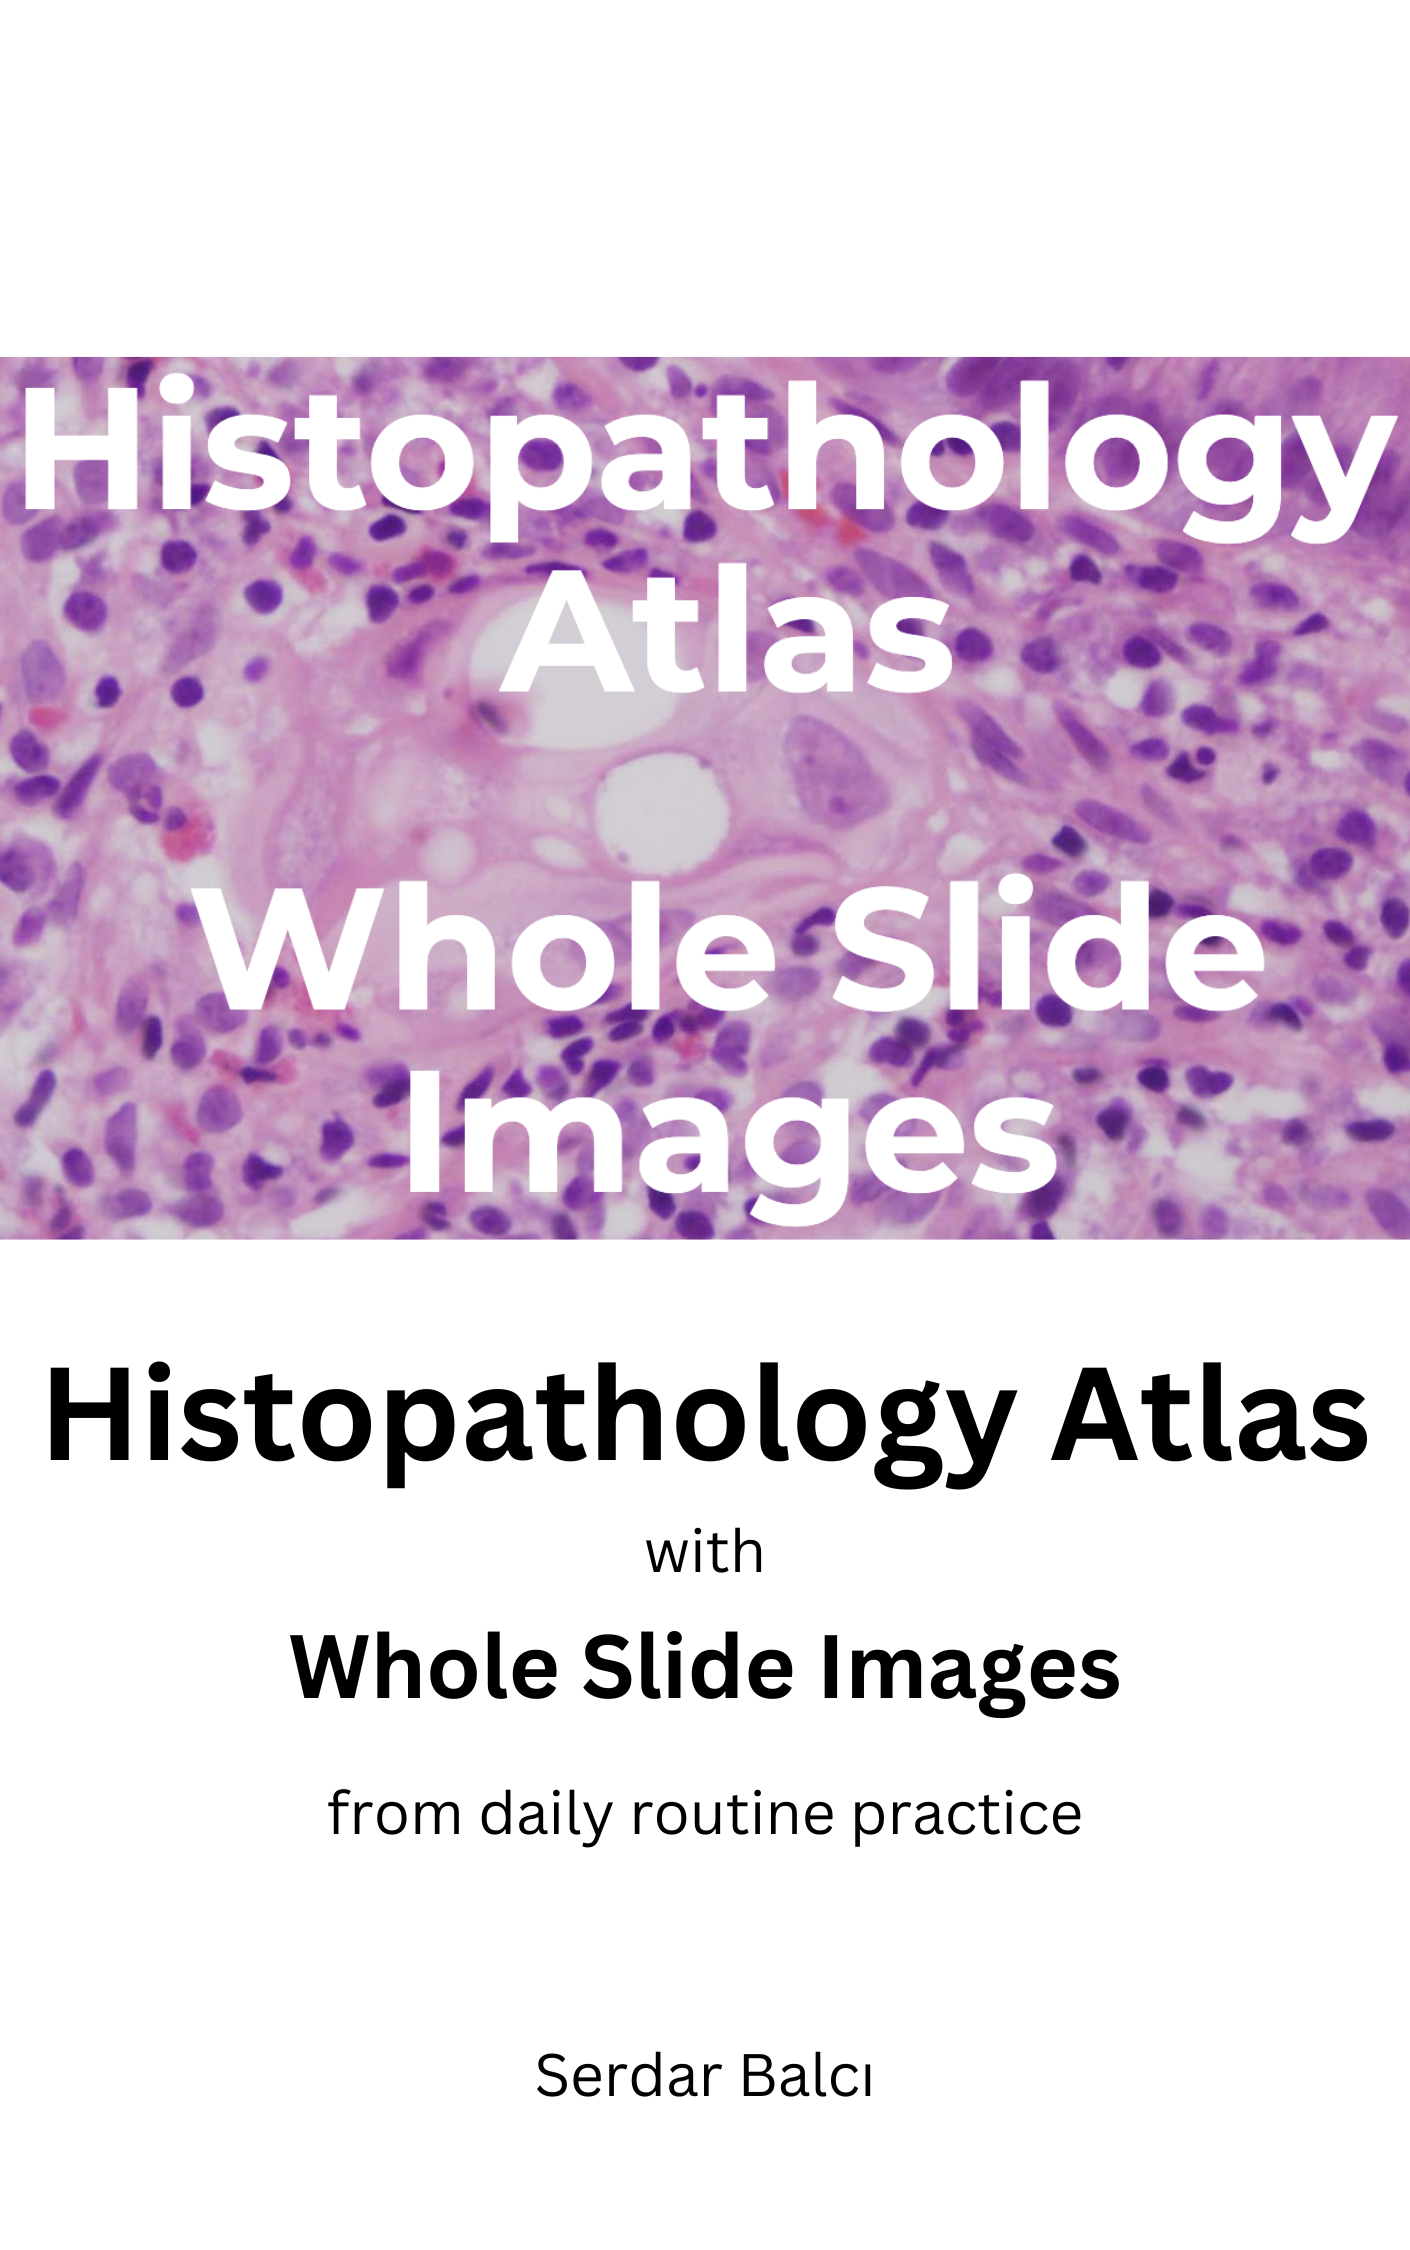 Histopathology
Atlas
Whole Slide
Images
Histopathology Atlas
with
Whole Slide Images
from daily routine practice
Serdar Balcı